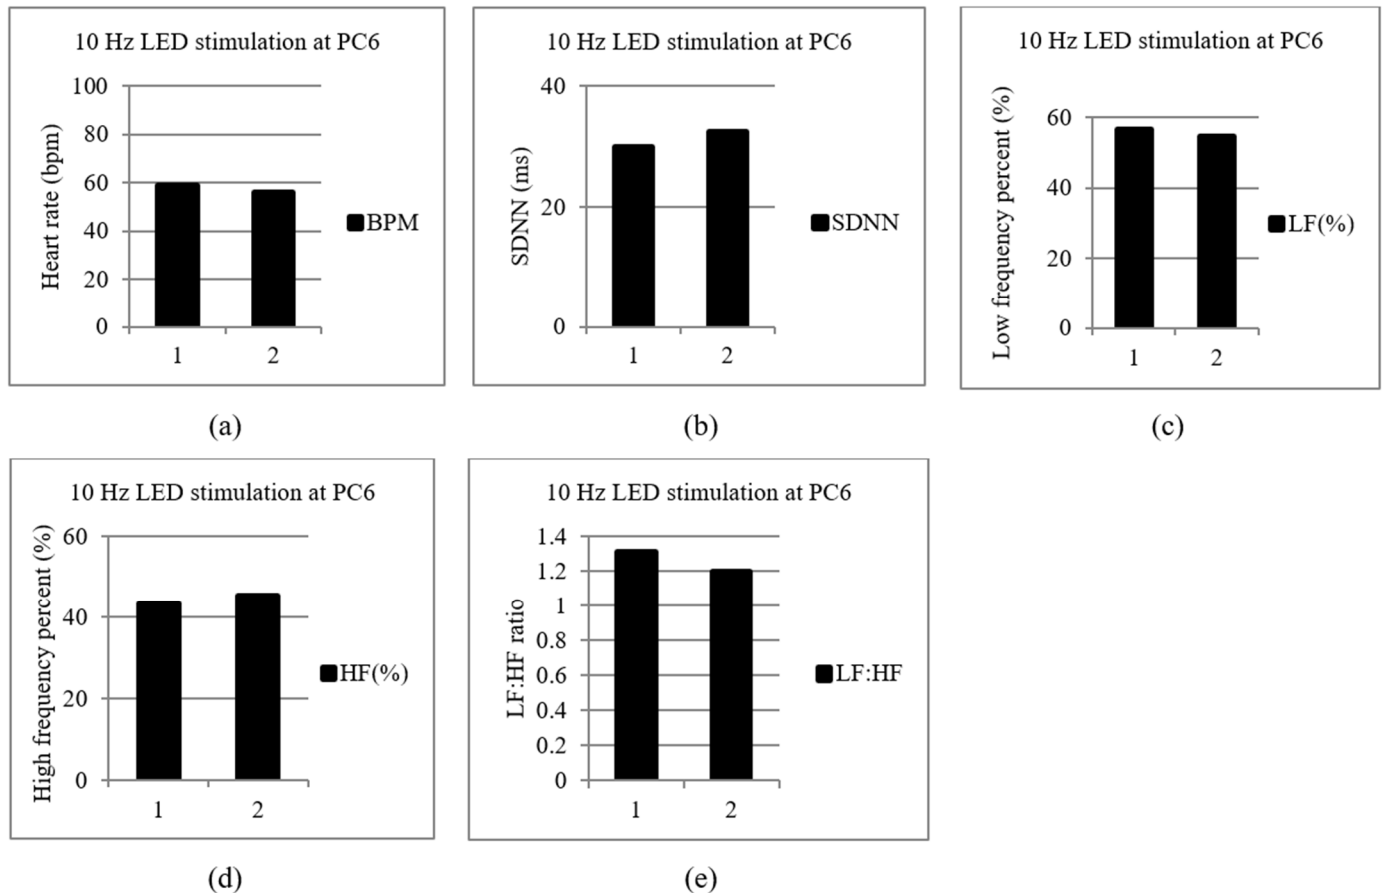 10 Hz LED stimulation at PC6
100
80
60
40
20
0
Heart rate (bpm)
1 2
BPM
(a)
10 Hz LED stimulation at PC6
40
20
0
SDNN (ms)
1 2
SDNN
(b)
10 Hz LED stimulation at PC6
60
40
20
0
Low frequency percent (%)
1 2
LF(%)
(c)
10 Hz LED stimulation at PC6
60
40
20
0
High frequency percent (%)
1 2
HF(%)
(d)
10 Hz LED stimulation at PC6
1.4
1.2
1
0.8
0.6
0.4
0.2
0
LF:HF ratio
1 2
LF:HF
(e)